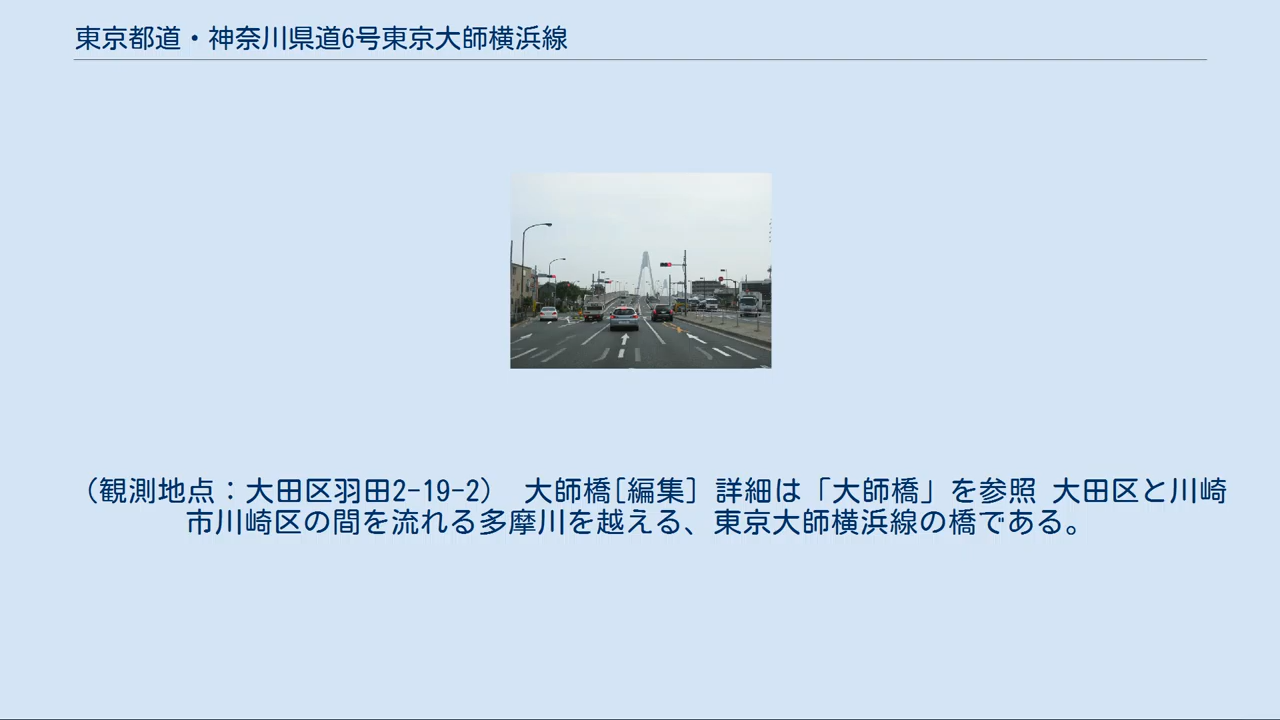 東京都道・神奈川県道6号東京大師横浜線
（観測地点：大田区羽田2-19-2） 大師橋[編集] 詳細は「大師橋」を参照 大田区と川崎
市川崎区の間を流れる多摩川を越える、東京大師横浜線の橋である。